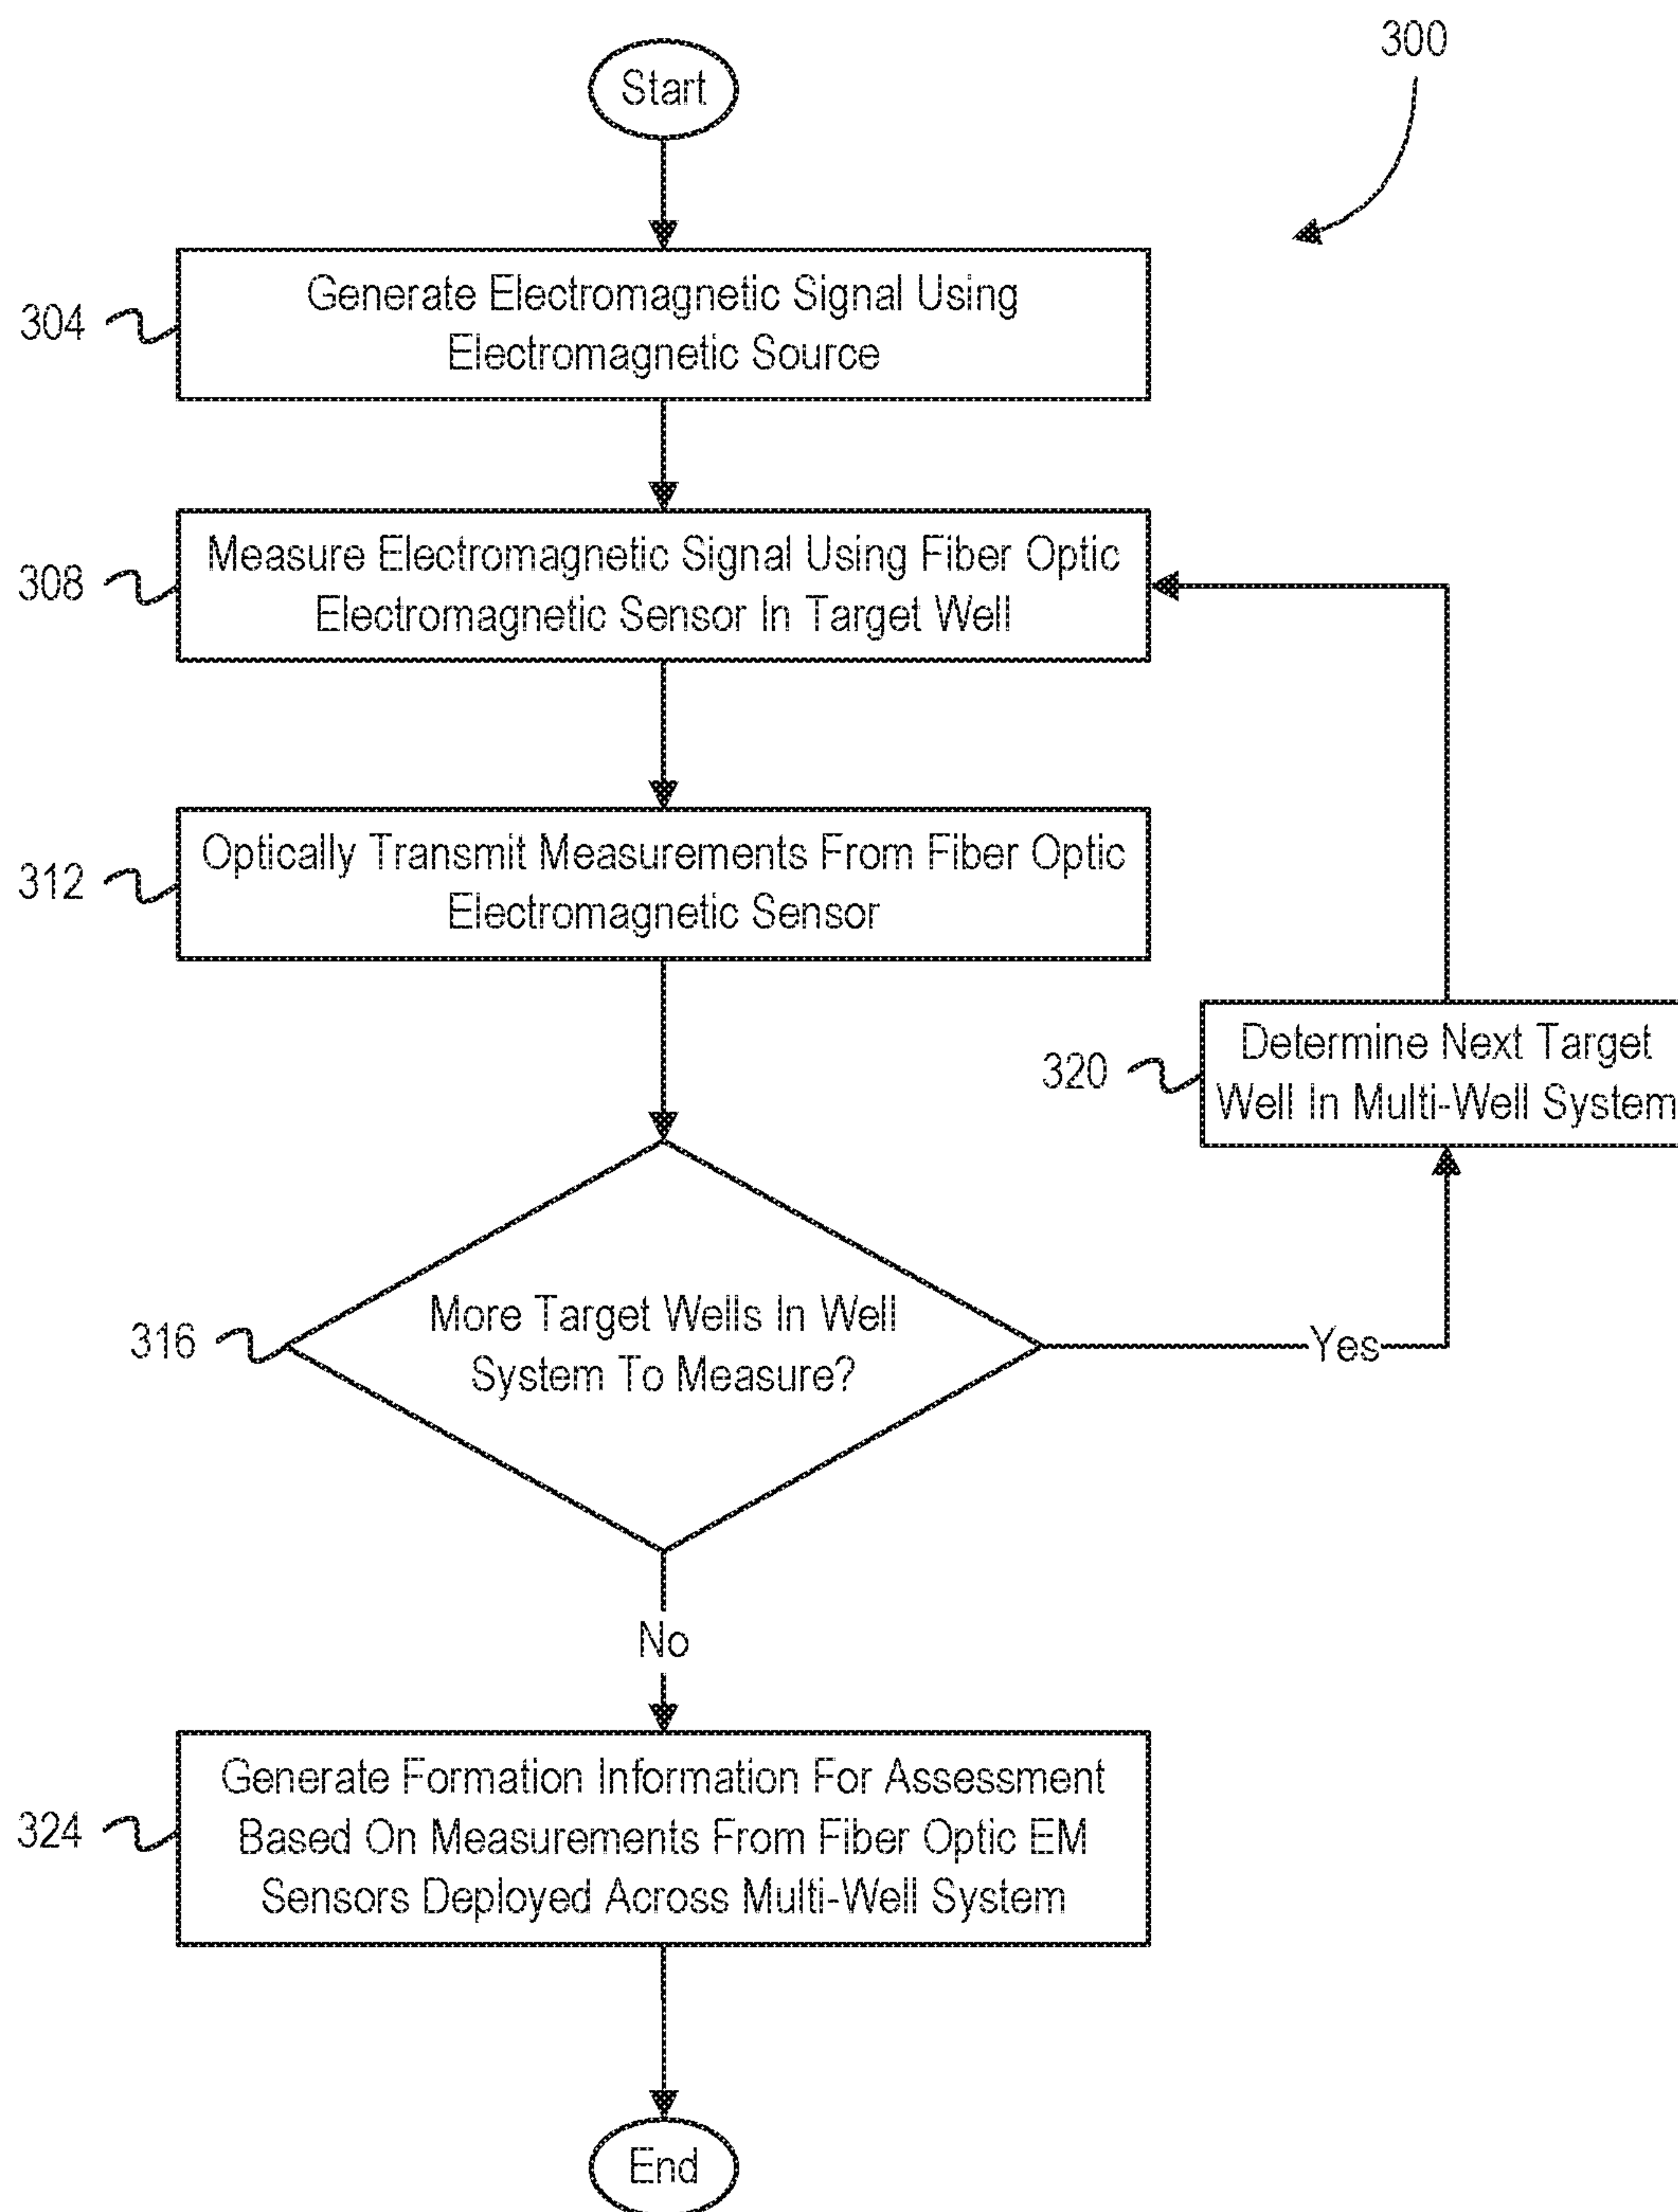 300
Start
304
Generate Electromagnetic Signal Using
Electromagnetic Source
308
Measure Electromagnetic Signal Using Fiber Optic
Electromagnetic Sensor In Target Well
312
Optically Transmit Measurements From Fiber Optic
Electromagnetic Sensor
320
Determine Next Target
Well In Multi-Well System
316
More Target Wells In Well
System To Measure?
Yes
No
324
Generate Formation Information For Assessment
Based On Measurements From Fiber Optic EM
Sensors Deployed Across Multi-Well System
End